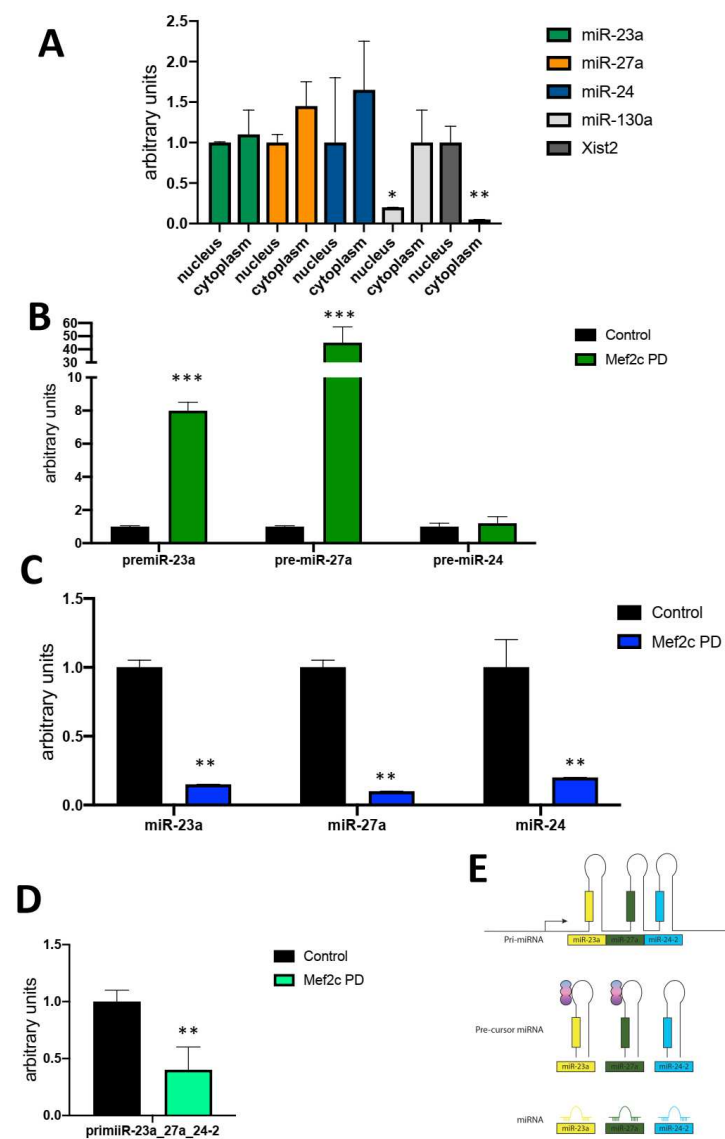 A
arbitrary units
2.5
2.0
1.5
1.0
0.5
0.0
nucleus
cytoplasm
nucleus
cytoplasm
nucleus
cytoplasm
nucleus
cytoplasm
nucleus
cytoplasm
*
**
miR-23a
miR-27a
miR-24
miR-130a
Xist2
B
arbitrary units
60
50
40
30
10
8
6
4
2
0
***
***
premiR-23a
pre-miR-27a
pre-miR-24
Control
Mef2c PD
C
arbitrary units
1.5
1.0
0.5
0.0
**
**
**
miR-23a
miR-27a
miR-24
Control
Mef2c PD
D
arbitrary units
1.5
1.0
0.5
0.0
**
primiiR-23a_27a_24-2
Control
Mef2c PD
E
Pri-miRNA
miR-23a miR-27a miR-24-2
Pre-cursor miRNA
miR-23a miR-27a miR-24-2
miRNA
miR-23a miR-27a miR-24-2